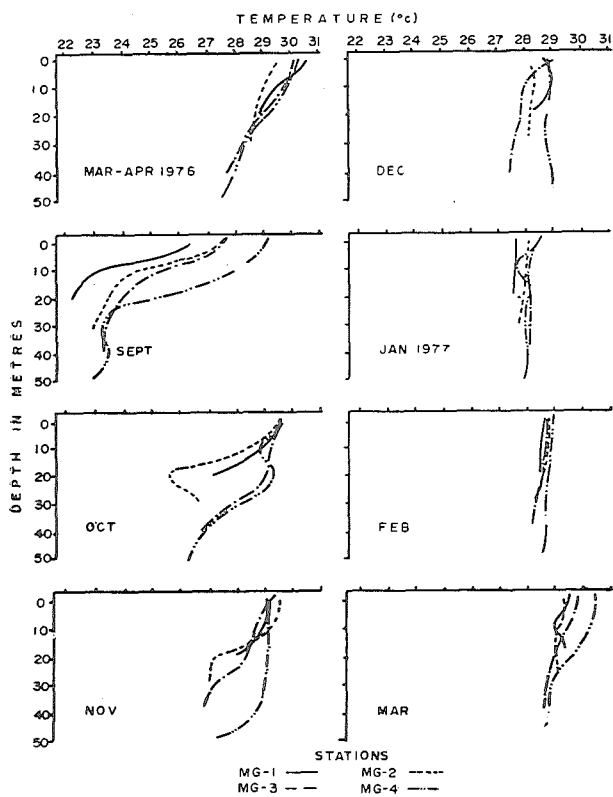 TEMPERATURE (°C)
22 23 24 25 26 27 28 29 30 31
22 23 24 25 26 27 28 29 30 31
DEPTH IN METRES
0
10
20
30
40
50
MAR-APR 1976
DEC
0
10
20
30
40
50
SEPT
JAN 1977
0
10
20
30
40
50
OCT
FEB
0
10
20
30
40
50
NOV
MAR
STATIONS
MG-1
MG-2
MG-3
MG-4